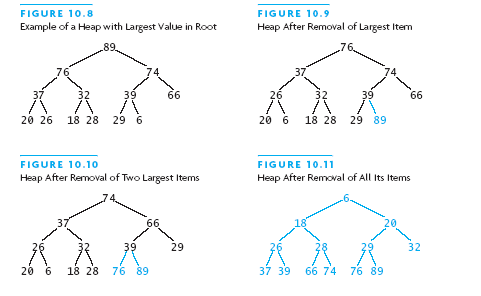 FIGURE 10.8
Example of a Heap with Largest Value in Root
89
76 74
37 32 39 66
20 26 18 28 29 6
FIGURE 10.9
Heap After Removal of Largest Item
76
37 74
26 32 39 66
20 6 18 28 29 89
FIGURE 10.10
Heap After Removal of Two Largest Items
74
37 66
26 32 39 29
20 6 18 28 76 89
FIGURE 10.11
Heap After Removal of All Its Items
6
18 20
26 28 29 32
37 39 66 74 76 89